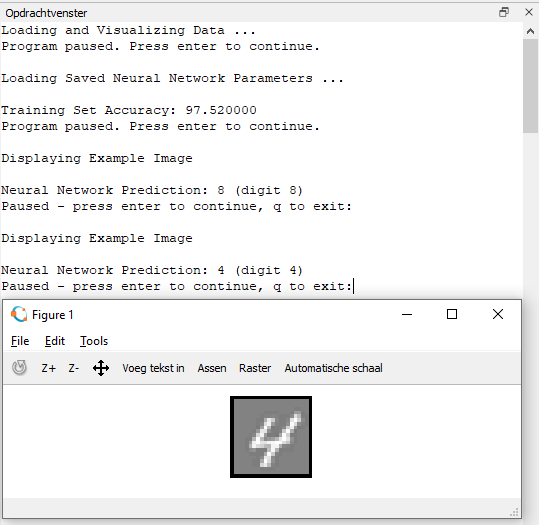 Opdrachtvenster
Loading and Visualizing Data ...
Program paused. Press enter to continue.
Loading Saved Neural Network Parameters ...
Training Set Accuracy: 97.520000
Program paused. Press enter to continue.
Displaying Example Image
Neural Network Prediction: 8 (digit 8)
Paused - press enter to continue, q to exit:
Displaying Example Image
Neural Network Prediction: 4 (digit 4)
Paused - press enter to continue, q to exit:
Figure 1
File Edit Tools
Z+ Z- Voeg tekst in Assen Raster Automatische schaal
4